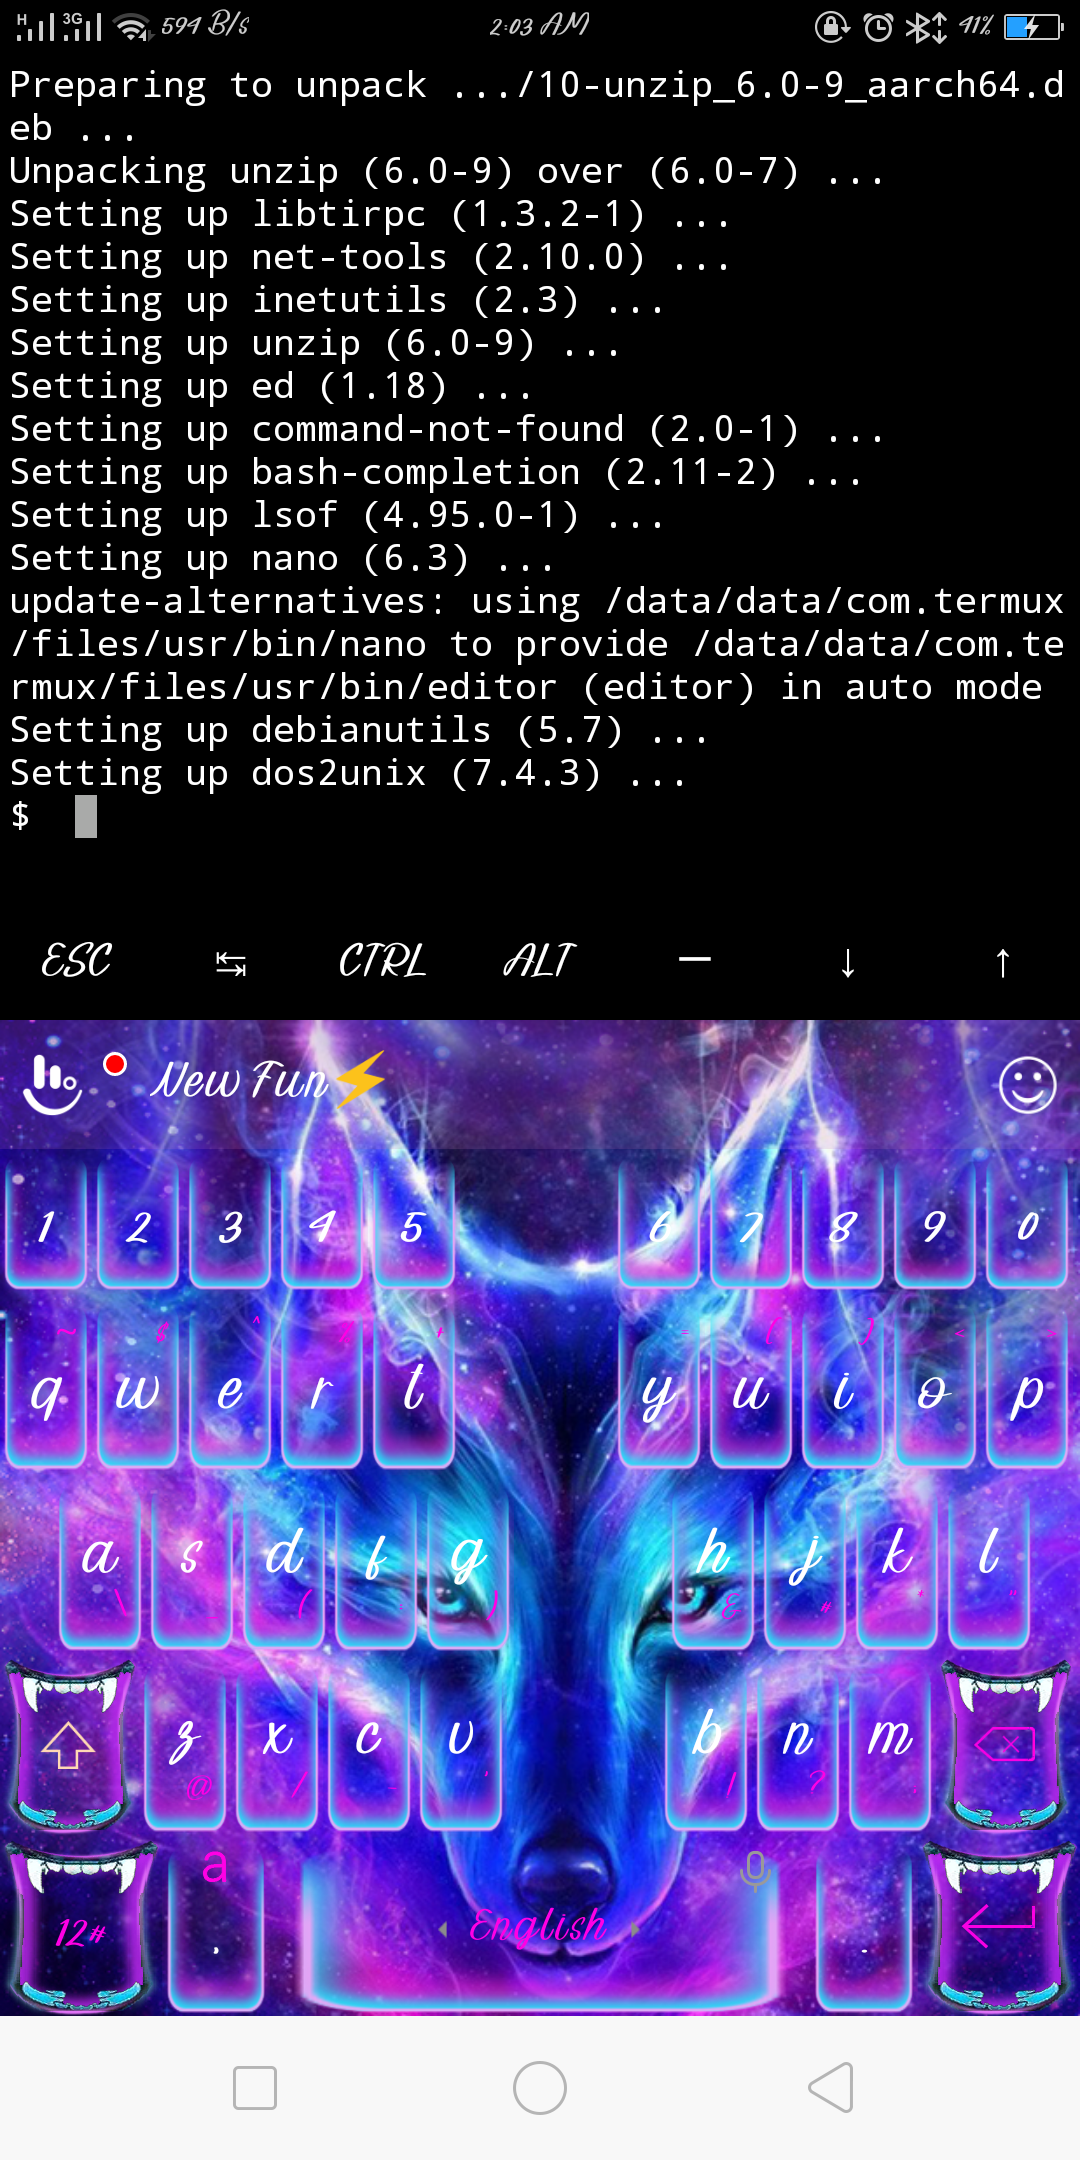 H 3G 594 B/s 2:03 AM 41%
Preparing to unpack .../10-unzip_6.0-9_aarch64.d
eb ...
Unpacking unzip (6.0-9) over (6.0-7) ...
Setting up libtirpc (1.3.2-1) ...
Setting up net-tools (2.10.0) ...
Setting up inetutils (2.3) ...
Setting up unzip (6.0-9) ...
Setting up ed (1.18) ...
Setting up command-not-found (2.0-1) ...
Setting up bash-completion (2.11-2) ...
Setting up lsof (4.95.0-1) ...
Setting up nano (6.3) ...
update-alternatives: using /data/data/com.termux
/files/usr/bin/nano to provide /data/data/com.te
rmux/files/usr/bin/editor (editor) in auto mode
Setting up debianutils (5.7) ...
Setting up dos2unix (7.4.3) ...
$
ESC ↹ CTRL ALT — ↓ ↑
New Fun⚡
1 2 3 4 5 6 7 8 9 0
q w e r t y u i o p
a s d f g h j k l
z x c v b n m
12# a , English .